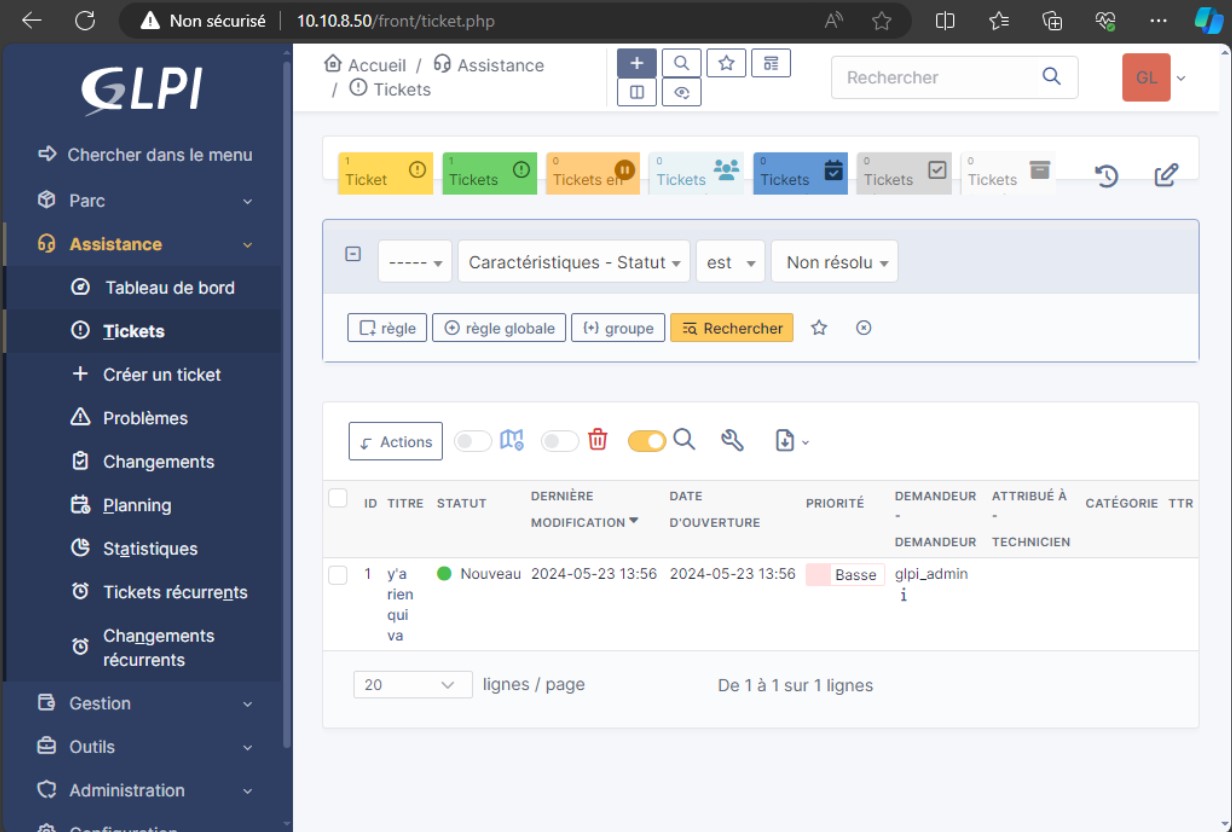 Non sécurisé 10.10.8.50/front/ticket.php
GLPI
Chercher dans le menu
Parc
Assistance
Tableau de bord
Tickets
Créer un ticket
Problèmes
Changements
Planning
Statistiques
Tickets récurrents
Changements
récurrents
Gestion
Outils
Administration
Configuration
Accueil / Assistance
/ Tickets
Rechercher
GL
1
Ticket
1
Tickets
0
Tickets en
0
Tickets
0
Tickets
0
Tickets
0
Tickets
----- Caractéristiques - Statut est Non résolu
règle règle globale (+) groupe Rechercher
Actions
ID TITRE STATUT DERNIÈRE MODIFICATION DATE D'OUVERTURE PRIORITÉ DEMANDEUR - DEMANDEUR ATTRIBUÉ À - TECHNICIEN CATÉGORIE TTR
1 y'a rien qui va Nouveau 2024-05-23 13:56 2024-05-23 13:56 Basse glpi_admin i
20 lignes / page De 1 à 1 sur 1 lignes